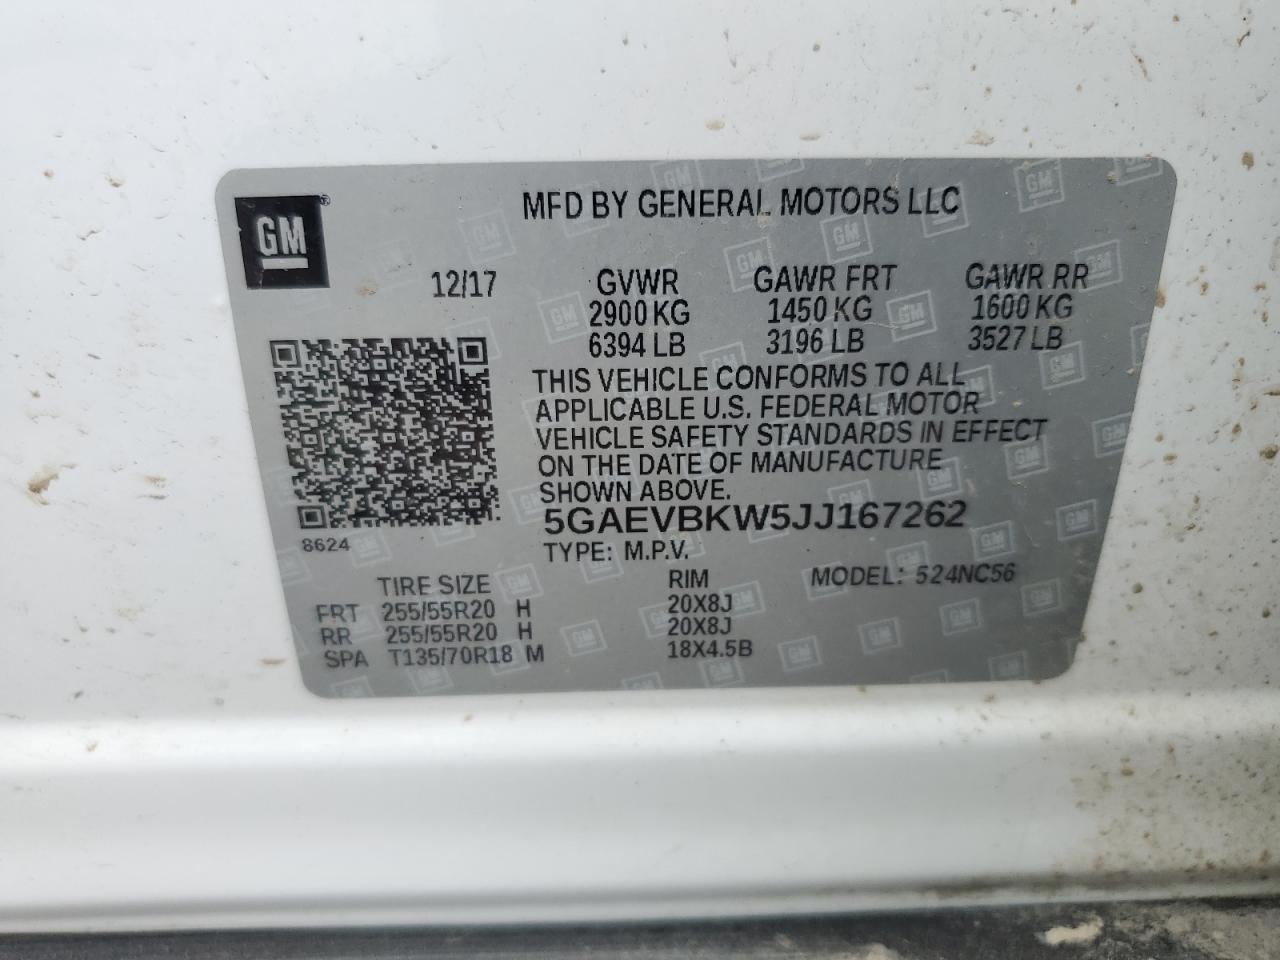 GM
MFD BY GENERAL MOTORS LLC
12/17 GVWR GAWR FRT GAWR RR
2900 KG 1450 KG 1600 KG
6394 LB 3196 LB 3527 LB
THIS VEHICLE CONFORMS TO ALL
APPLICABLE U.S. FEDERAL MOTOR
VEHICLE SAFETY STANDARDS IN EFFECT
ON THE DATE OF MANUFACTURE
SHOWN ABOVE.
5GAEVBKW5JJ167262
8624
TYPE: M.P.V.
TIRE SIZE RIM MODEL: 524NC56
FRT 255/55R20 H 20X8J
RR 255/55R20 H 20X8J
SPA T135/70R18 M 18X4.5B